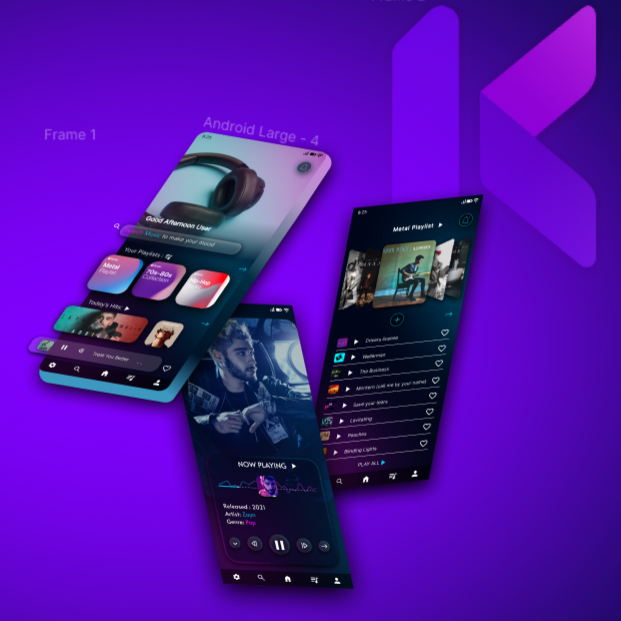 Frame 1
Android Large - 4
Good Afternoon User
Music to make your mood
Your Playlists :
Metal
Playlist
70s-80s
Collection
Hip-Hop
Today's Hits:
Treat You Better
9:25
Metal Playlist
Drivers license
Wellerman
The Business
Montero (call me by your name)
Save your tears
Levitating
Peaches
Blinding Lights
PLAY ALL
NOW PLAYING
Released : 2021
Artist: Zayn
Genre: Pop